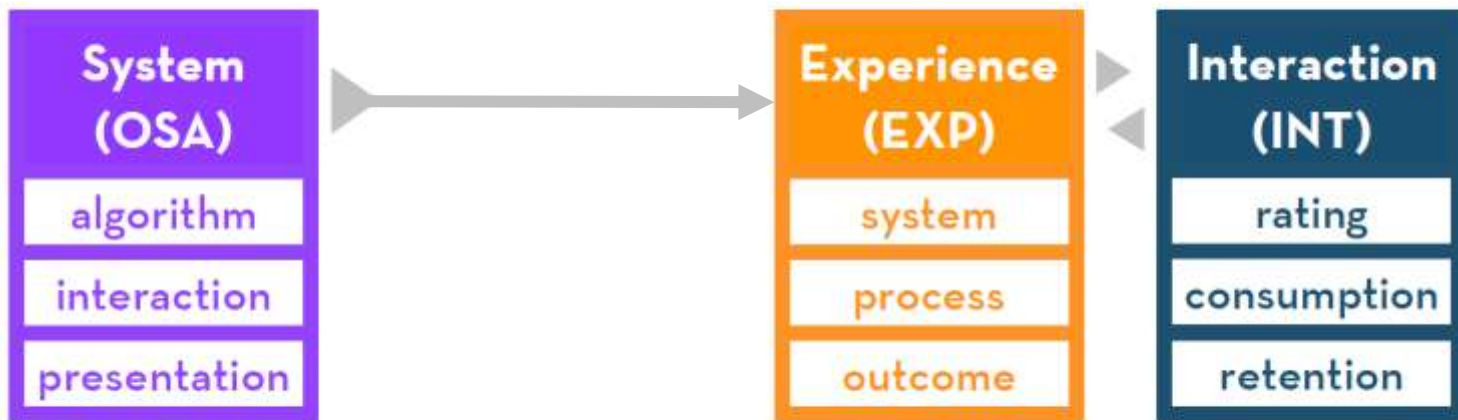 System
(OSA)
algorithm
interaction
presentation
Experience
(EXP)
system
process
outcome
Interaction
(INT)
rating
consumption
retention